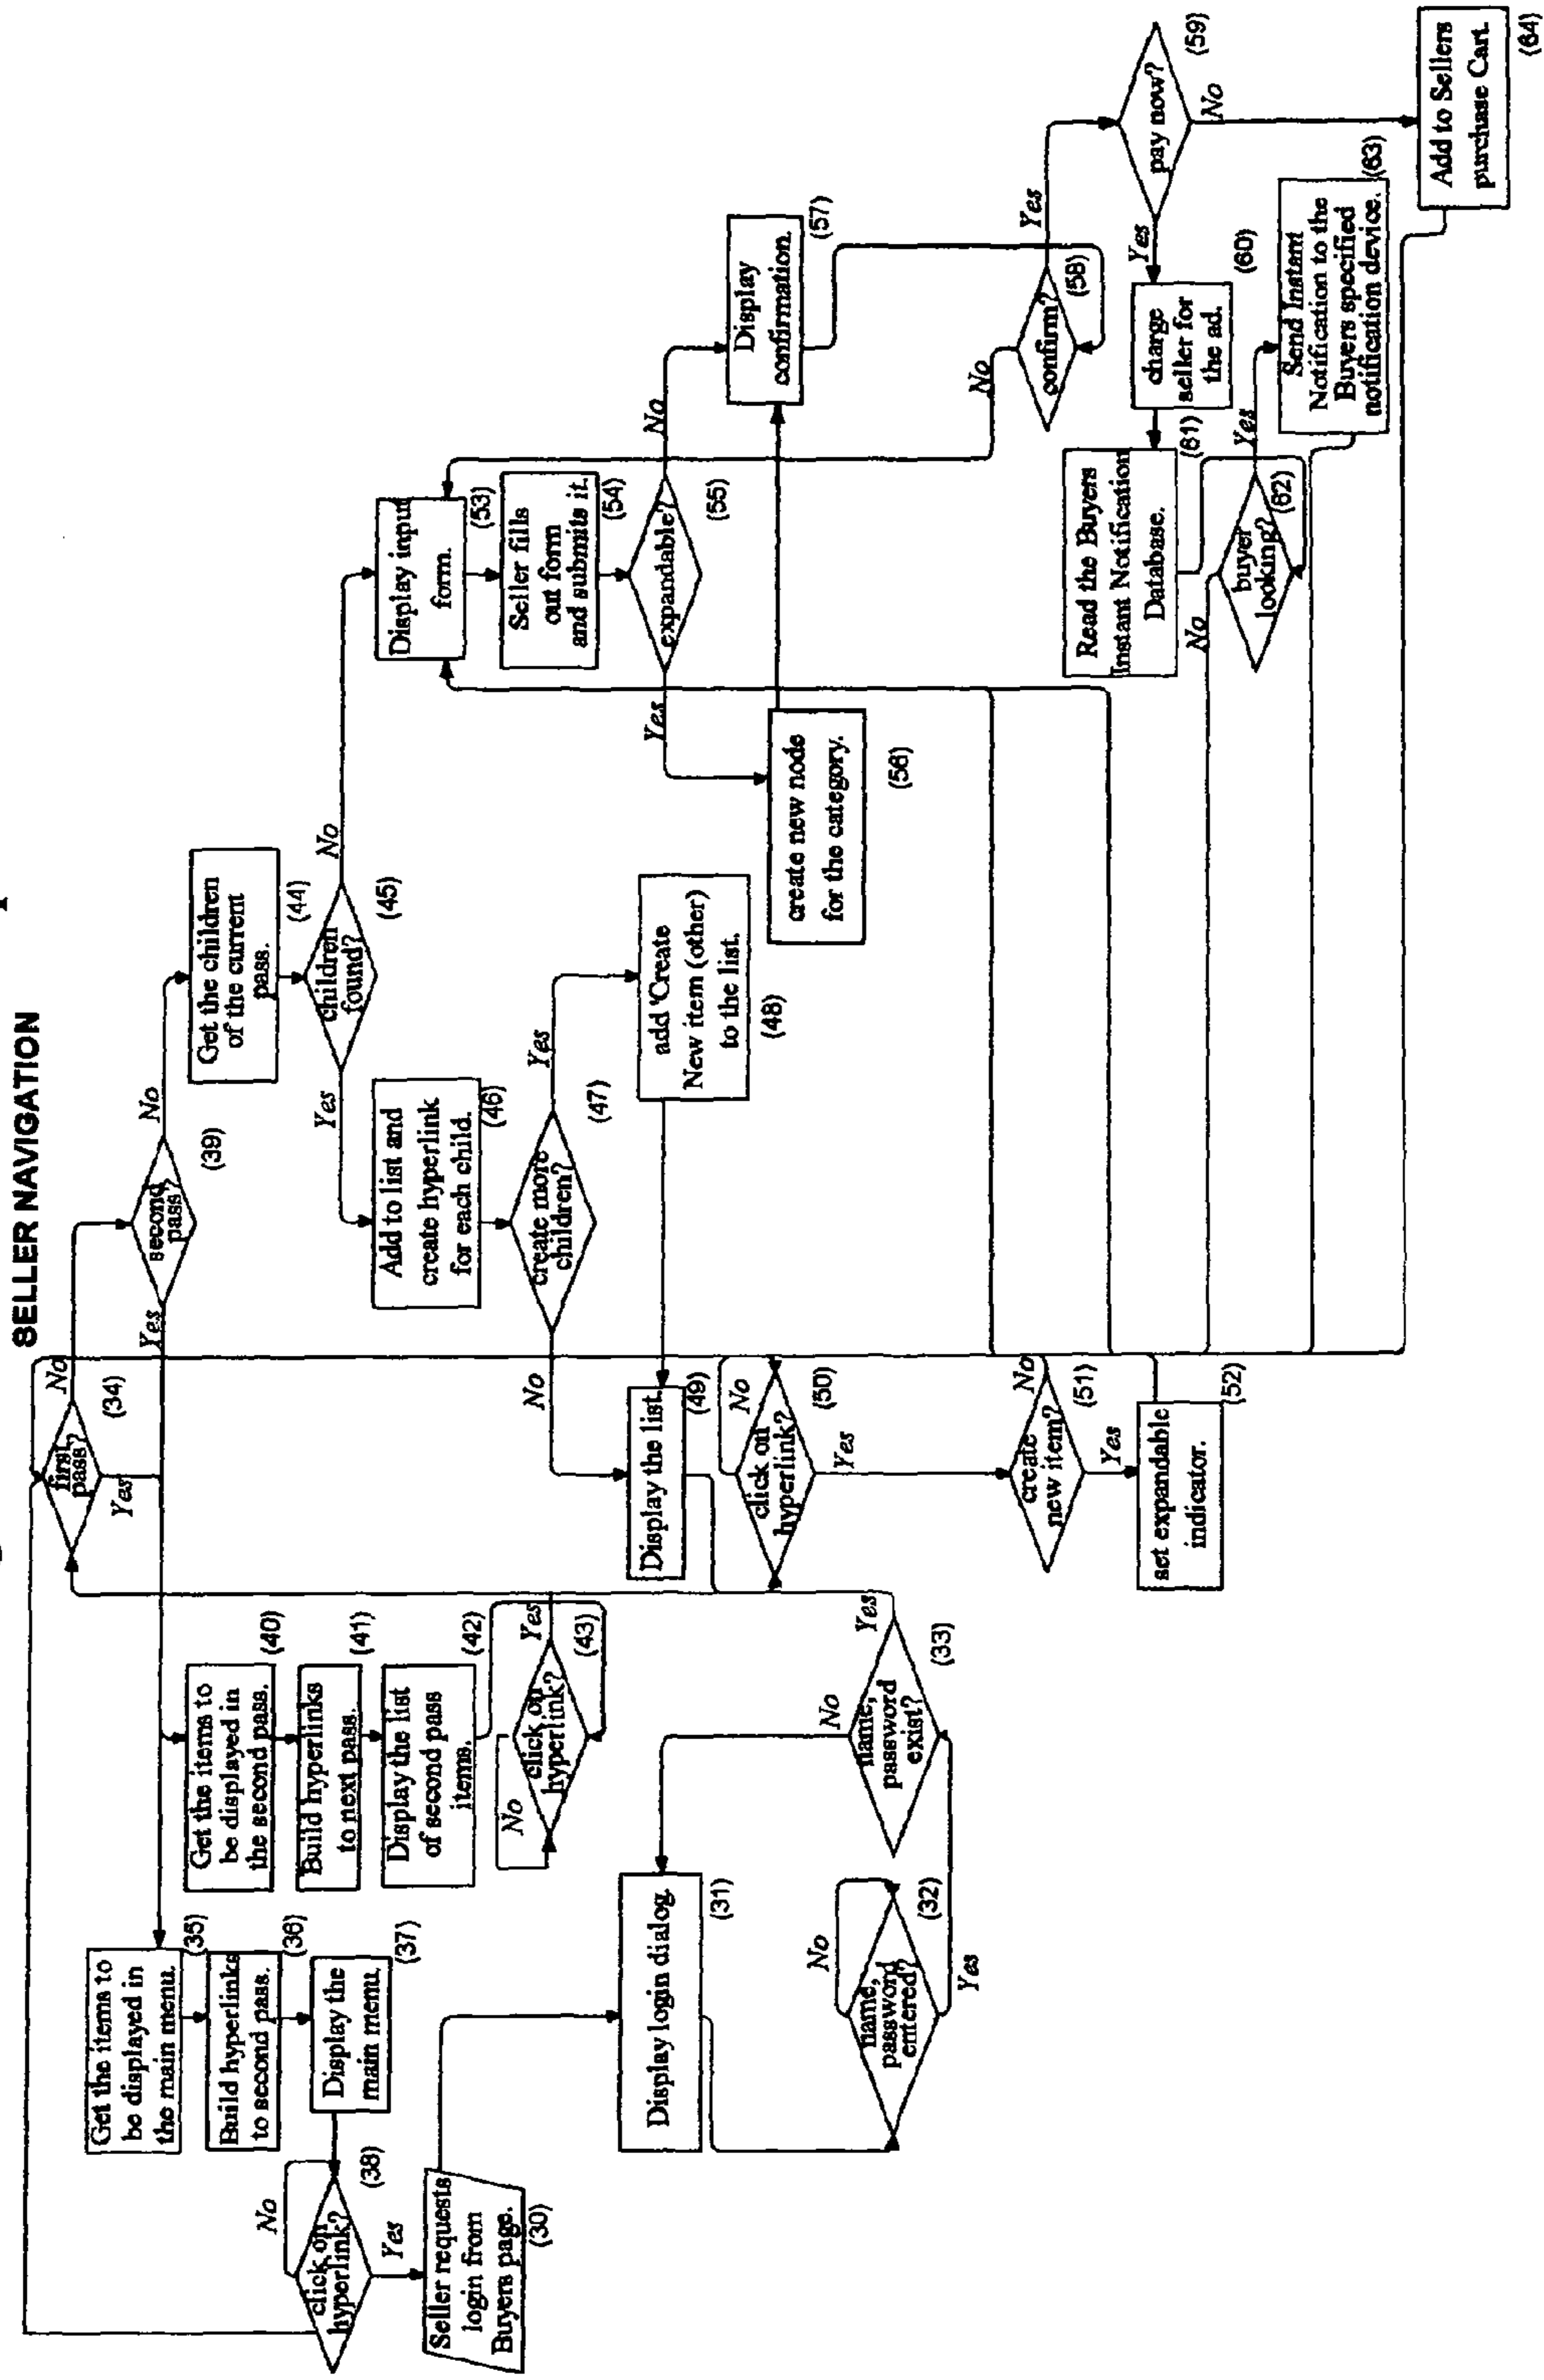 SELLER NAVIGATION
Get the items to
be displayed in
the main menu.
(35)
Build hyperlinks
to second pass.
(36)
Display the
main menu.
(37)
click on
hyperlink?
(38)
No
Yes
Seller requests
login from
Buyers page.
(30)
first
pass?
(34)
No
Yes
second
pass?
(39)
No
Yes
Get the items to
be displayed in
the second pass.
(40)
Build hyperlinks
to next pass.
(41)
Display the list
of second pass
items.
(42)
click on
hyperlink?
(43)
No
Yes
Display login dialog.
(31)
name,
password
entered?
(32)
No
Yes
name,
password
exist?
(33)
No
Yes
Get the children
of the current
pass.
(44)
children
found?
(45)
Yes
No
Add to list and
create hyperlink
for each child.
(46)
create more
children?
(47)
No
Yes
add 'Create
New item (other)
to the list.
(48)
Display the list.
(49)
click on
hyperlink?
(50)
No
Yes
create
new item?
(51)
No
Yes
set expandable
indicator.
(52)
Display input
form.
(53)
Seller fills
out form
and submits it.
(54)
expandable?
(55)
Yes
No
create new node
for the category.
(56)
Display
confirmation.
(57)
confirm?
(58)
No
Yes
pay now?
(59)
Yes
No
charge
seller for
the ad.
(60)
Read the Buyers
Instant Notification
Database.
(61)
buyer
looking?
(62)
No
Yes
Send Instant
Notification to the
Buyers specified
notification device.
(63)
Add to Sellers
purchase Cart.
(64)